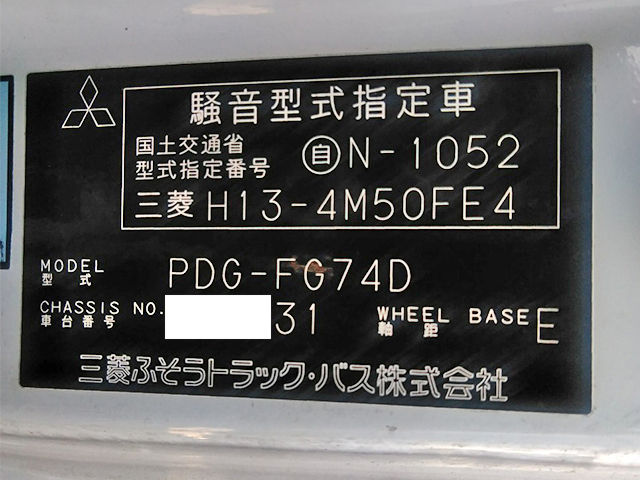 騒音型式指定車
国土交通省
型式指定番号 自N-1052
三菱 H13-4M50FE4
MODEL
型式 PDG-FG74D
CHASSIS NO.
車台番号 31 WHEEL BASE
軸距 E
三菱ふそうトラック・バス株式会社